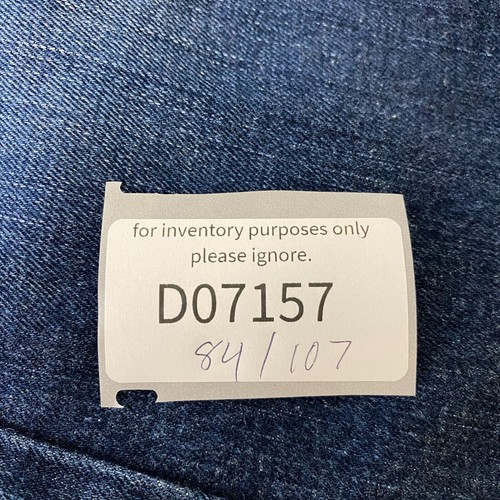 for inventory purposes only
please ignore.
D07157
84/107